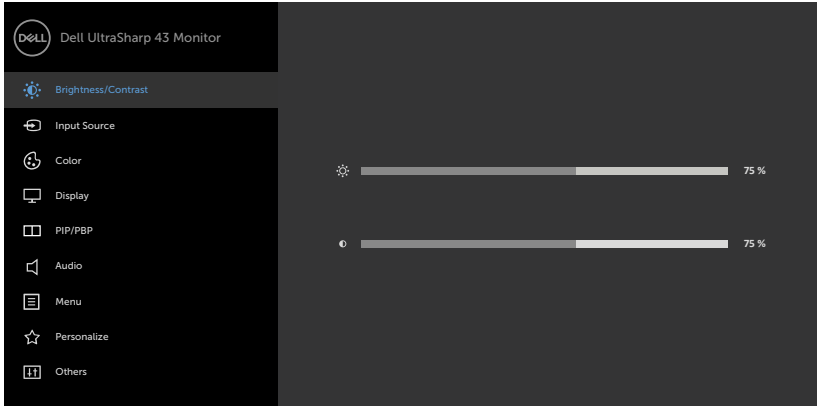 DELL Dell UltraSharp 43 Monitor
Brightness/Contrast
Input Source
Color
75 %
Display
PIP/PBP
75 %
Audio
Menu
Personalize
Others